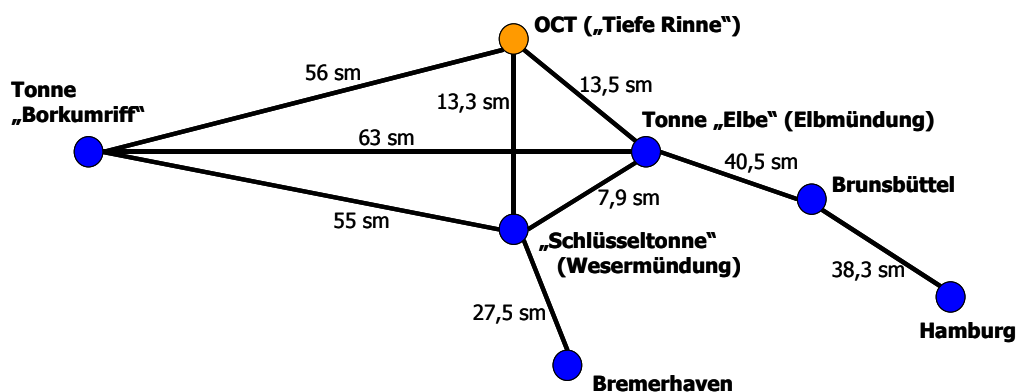 OCT („Tiefe Rinne“)
56 sm
Tonne
„Borkumriff“
13,3 sm
13,5 sm
Tonne „Elbe“ (Elbmündung)
63 sm
40,5 sm
Brunsbüttel
7,9 sm
55 sm
„Schlüsseltonne“
(Wesermündung)
38,3 sm
27,5 sm
Hamburg
Bremerhaven